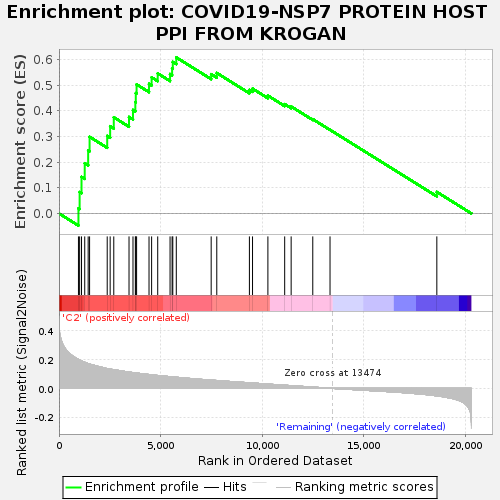 Enrichment plot: COVID19-NSP7 PROTEIN HOST
PPI FROM KROGAN
Enrichment score (ES)
0.6
0.5
0.4
0.3
0.2
0.1
0.0
'C2' (positively correlated)
Ranked list metric (Signal2Noise)
0.4
0.2
0.0
-0.2
Zero cross at 13474
'Remaining' (negatively correlated)
0
5,000
10,000
15,000
20,000
Rank in Ordered Dataset
Enrichment profile
Hits
Ranking metric scores